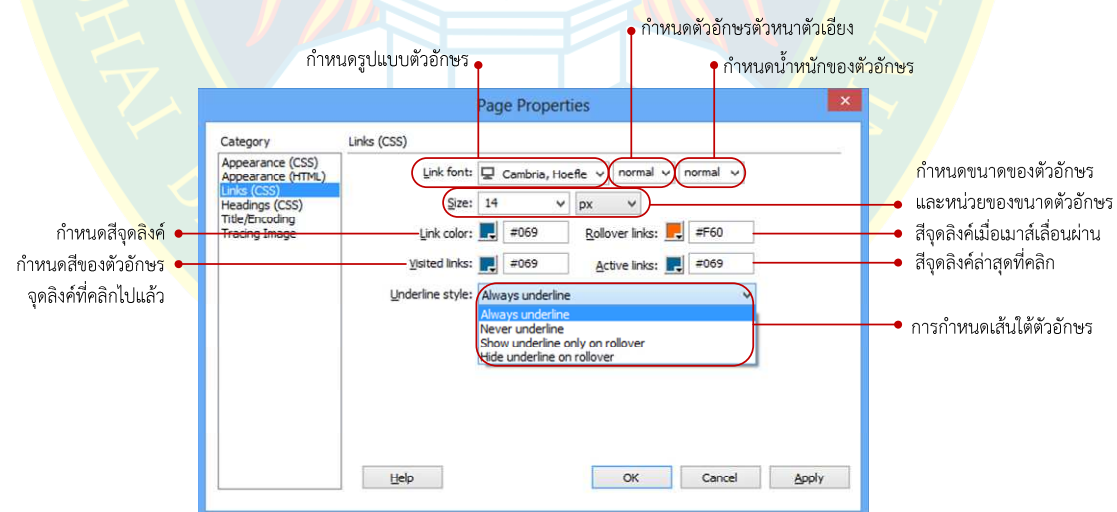 กำหนดตัวอักษรตัวหนาตัวเอียง
กำหนดรูปแบบตัวอักษร
กำหนดน้ำหนักของตัวอักษร
Page Properties
Category
Links (CSS)
Appearance (CSS)
Appearance (HTML)
Links (CSS)
Headings (CSS)
Title/Encoding
Tracing Image
Link font: Cambria, Hoefle normal normal
Size: 14 px
Link color: #069 Rollover links: #F60
Visited links: #069 Active links: #069
Underline style: Always underline
Always underline
Never underline
Show underline only on rollover
Hide underline on rollover
Help OK Cancel Apply
กำหนดสีจุดลิงค์
กำหนดสีของตัวอักษร
จุดลิงค์ที่คลิกไปแล้ว
กำหนดขนาดของตัวอักษร
และหน่วยของขนาดตัวอักษร
สีจุดลิงค์เมื่อเมาส์เลื่อนผ่าน
สีจุดลิงค์ล่าสุดที่คลิก
การกำหนดเส้นใต้ตัวอักษร